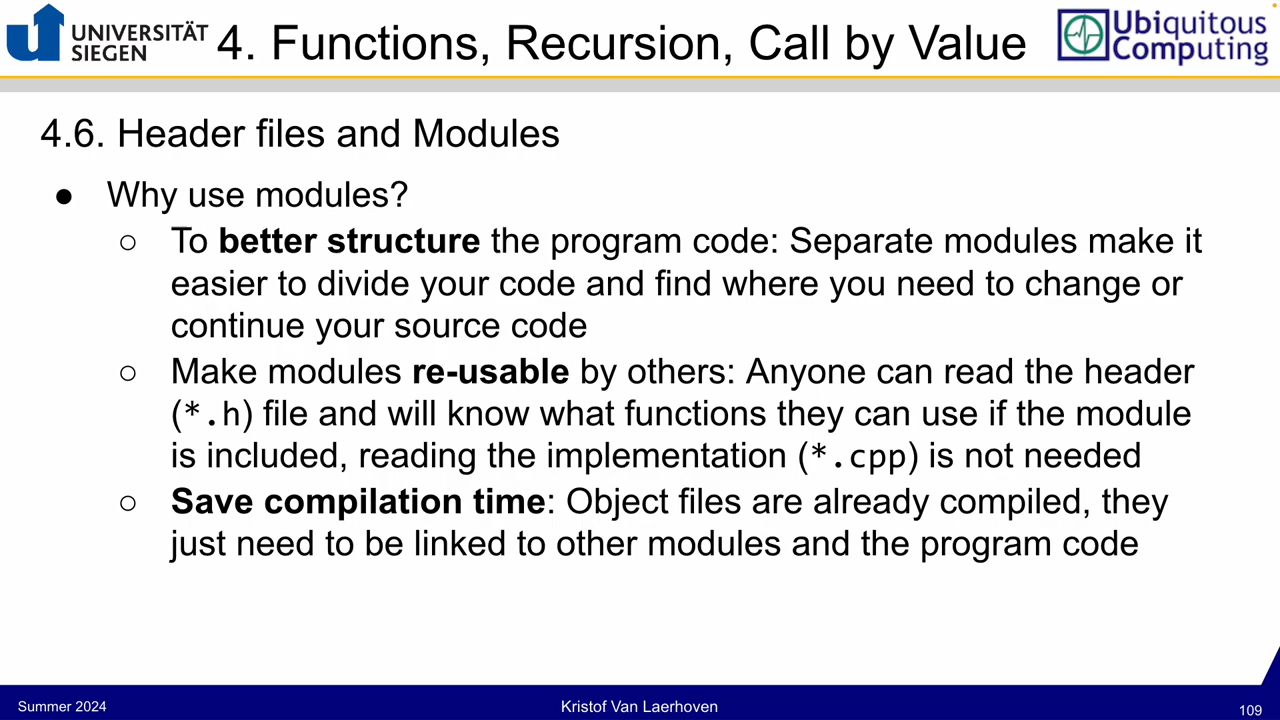 UNIVERSITÄT
SIEGEN
4. Functions, Recursion, Call by Value
Ubiquitous
Computing
4.6. Header files and Modules
● Why use modules?
○ To better structure the program code: Separate modules make it
easier to divide your code and find where you need to change or
continue your source code
○ Make modules re-usable by others: Anyone can read the header
(*.h) file and will know what functions they can use if the module
is included, reading the implementation (*.cpp) is not needed
○ Save compilation time: Object files are already compiled, they
just need to be linked to other modules and the program code
Summer 2024
Kristof Van Laerhoven
109